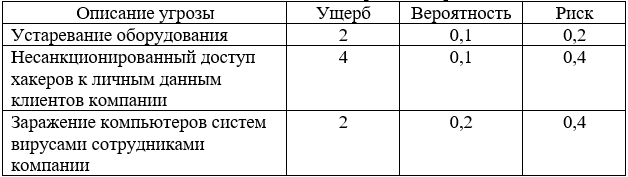 Описание угрозы Ущерб Вероятность Риск
Устаревание оборудования 2 0,1 0,2
Несанкционированный доступ 4 0,1 0,4
хакеров к личным данным
клиентов компании
Заражение компьютеров систем 2 0,2 0,4
вирусами сотрудниками
компании